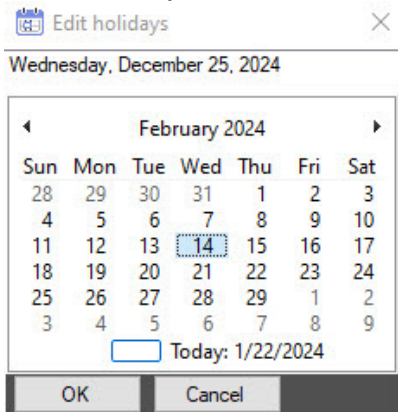 Edit holidays
Wednesday, December 25, 2024
February 2024
Sun Mon Tue Wed Thu Fri Sat
28 29 30 31 1 2 3
4 5 6 7 8 9 10
11 12 13 14 15 16 17
18 19 20 21 22 23 24
25 26 27 28 29 1 2
3 4 5 6 7 8 9
Today: 1/22/2024
OK Cancel